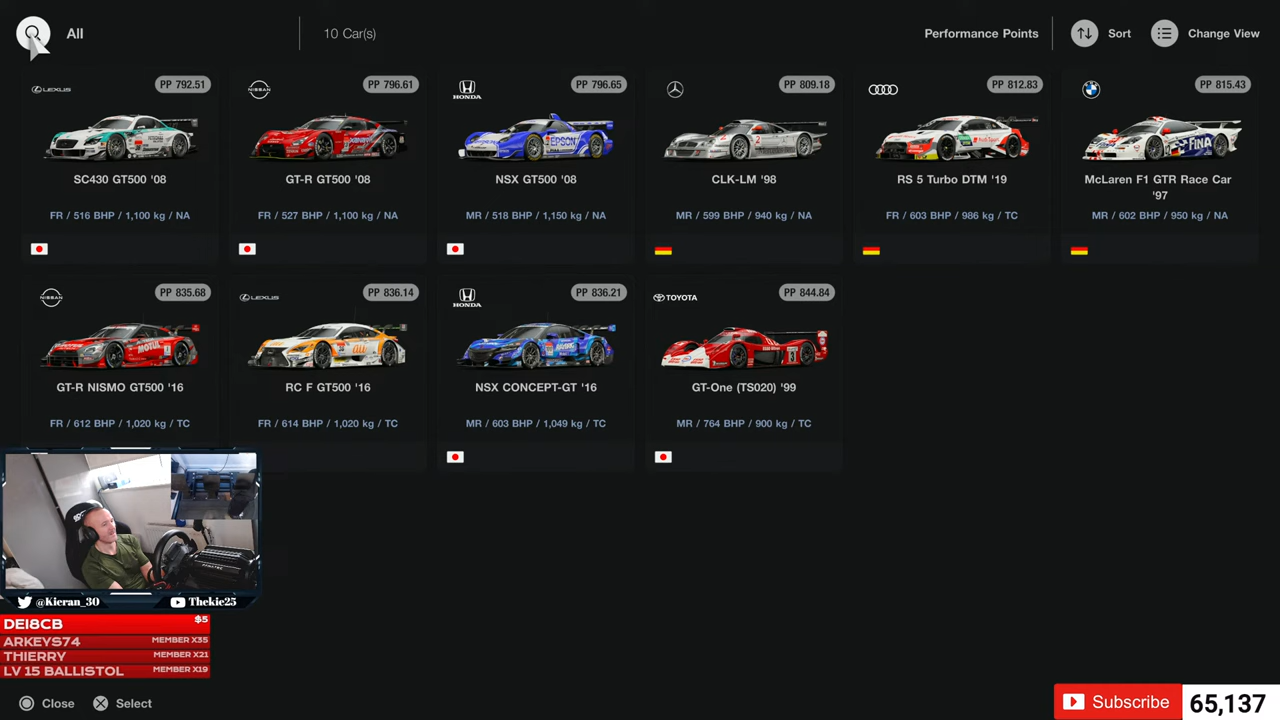 All
10 Car(s)
Performance Points
Sort
Change View
LEXUS
PP 792.51
SC430 GT500 '08
FR / 516 BHP / 1,100 kg / NA
NISSAN
PP 796.61
GT-R GT500 '08
FR / 527 BHP / 1,100 kg / NA
HONDA
PP 796.65
EPSON
NSX GT500 '08
MR / 518 BHP / 1,150 kg / NA
PP 809.18
CLK-LM '98
MR / 599 BHP / 940 kg / NA
PP 812.83
RS 5 Turbo DTM '19
FR / 603 BHP / 986 kg / TC
PP 815.43
FINA
McLaren F1 GTR Race Car
'97
MR / 602 BHP / 950 kg / NA
NISSAN
PP 835.68
MOTUL
GT-R NISMO GT500 '16
FR / 612 BHP / 1,020 kg / TC
LEXUS
PP 836.14
au
RC F GT500 '16
FR / 614 BHP / 1,020 kg / TC
HONDA
PP 836.21
NSX CONCEPT-GT '16
MR / 603 BHP / 1,049 kg / TC
TOYOTA
PP 844.84
3
GT-One (TS020) '99
MR / 764 BHP / 900 kg / TC
@Kieran_30
Thekie25
DEI8CB $5
ARKEYS74 MEMBER X35
THIERRY MEMBER X21
LV 15 BALLISTOL MEMBER X19
Close
Select
Subscribe
65,137